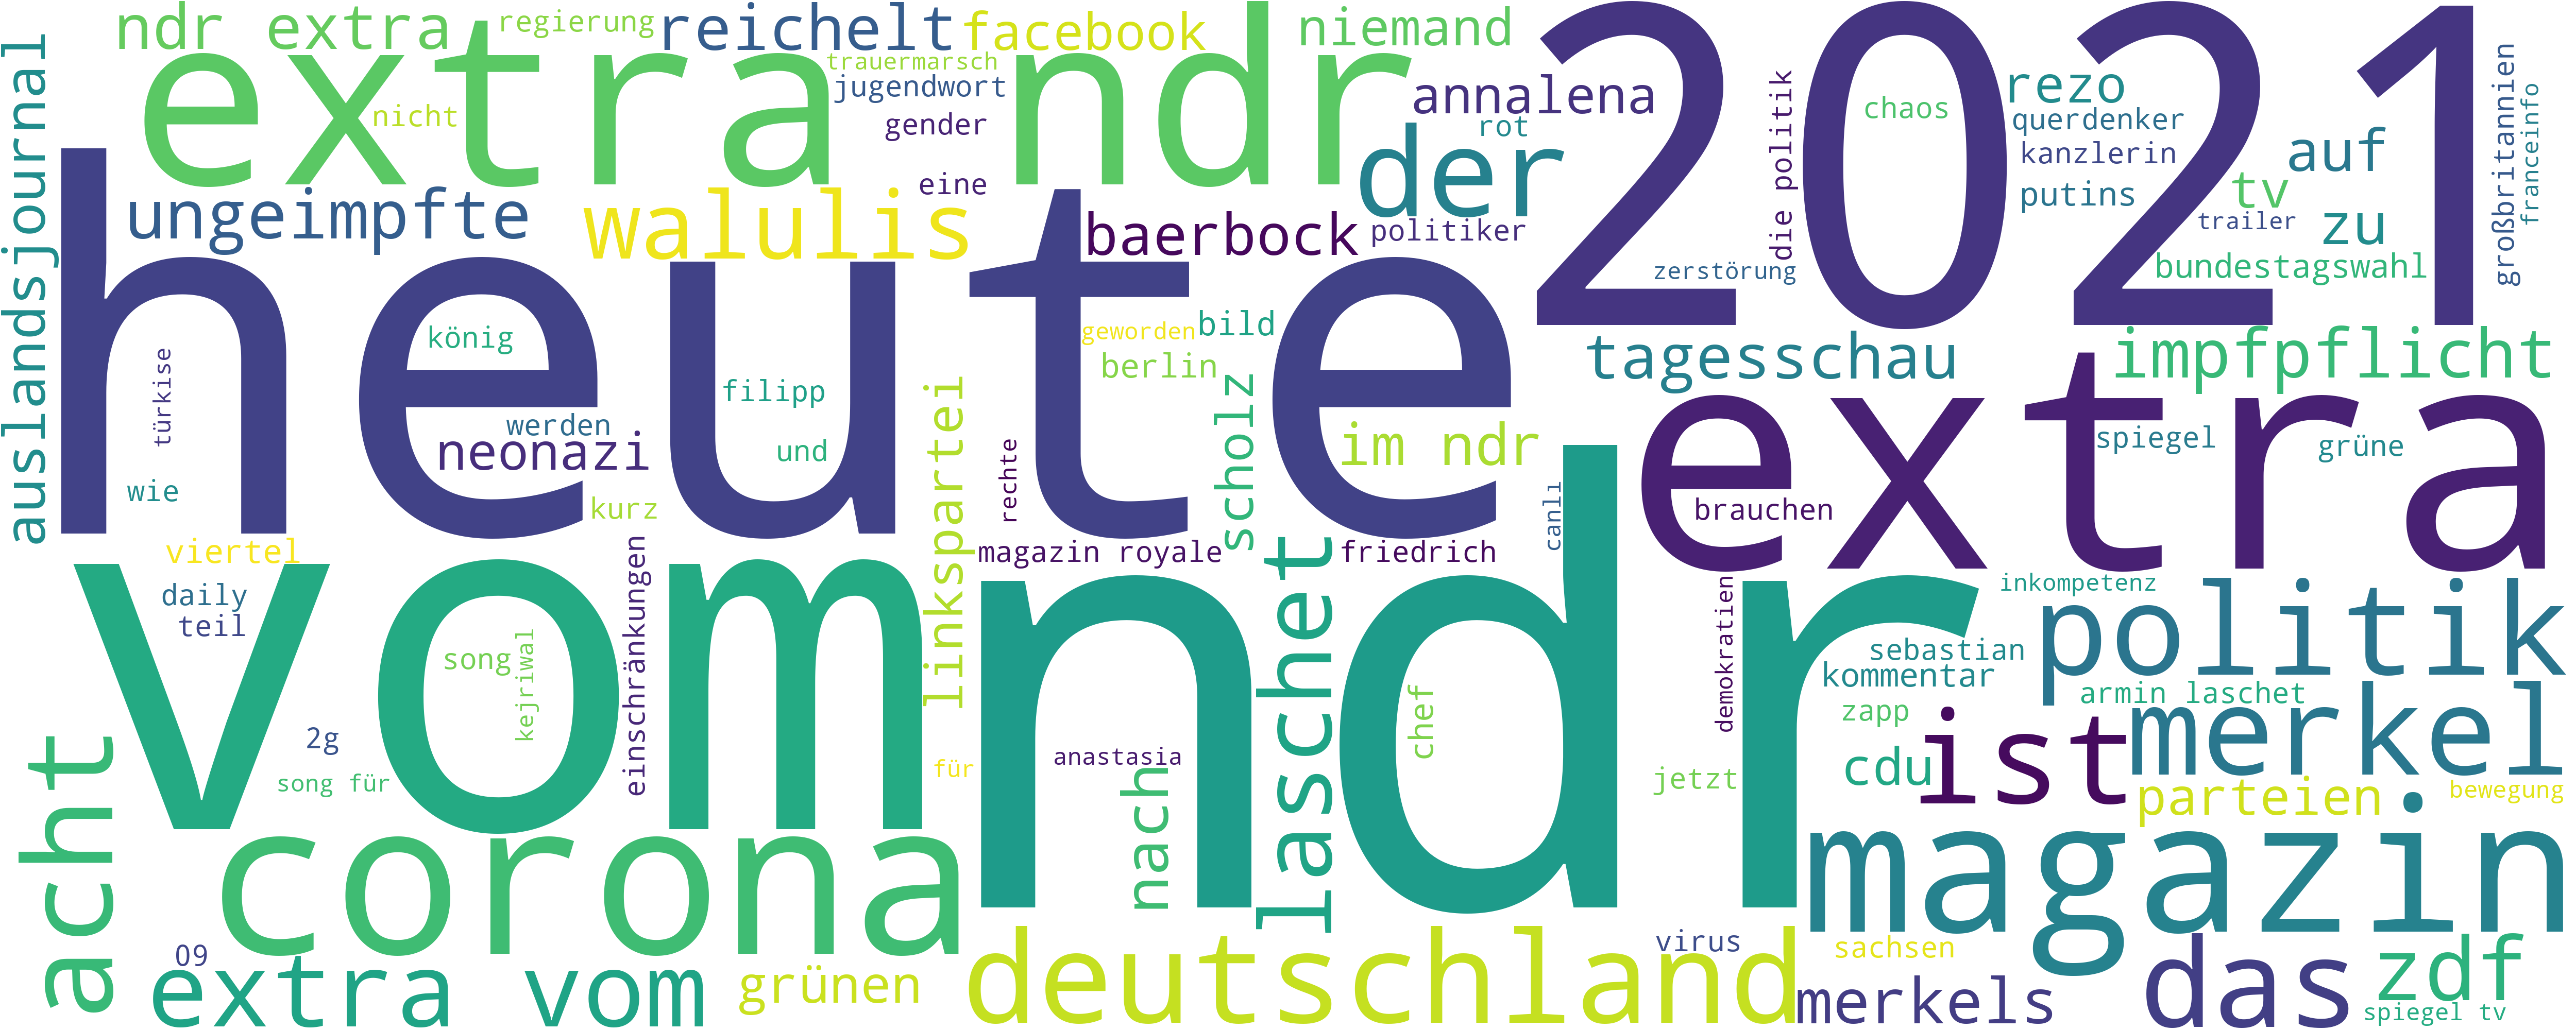 ndr extra
regierung
reichelt
facebook
niemand
2021
extra ndr
trauermarsch
jugendwort
nicht
gender
annalena
rot
der
die politik
chaos
rezo
querdenker
kanzlerin
putins
auf
tv
trailer
zu
großbritannien
franceinfo
auslandsjournal
ungeimpfte
walulis
eine
baerbock
politiker
zerstörung
bundestagswahl
heute
könig
türkise
filipp
geworden
bild
berlin
tagesschau
impfpflicht
werden
neonazi
und
wie
kurz
linkspartei
rechte
scholz
im ndr
extra
spiegel
grüne
brauchen
canlı
viertel
magazin royale
friedrich
vom
ndr
daily
teil
einschränkungen
song
kejriwal
laschet
demokratien
inkompetenz
politik
sebastian
kommentar
armin laschet
zapp
chef
2g
song für
für
anastasia
nach
jetzt
cdu
ist
merkel
parteien
bewegung
acht
corona
magazin
09
extra vom
grünen
deutschland
virus
sachsen
merkels
das
zdf
spiegel tv